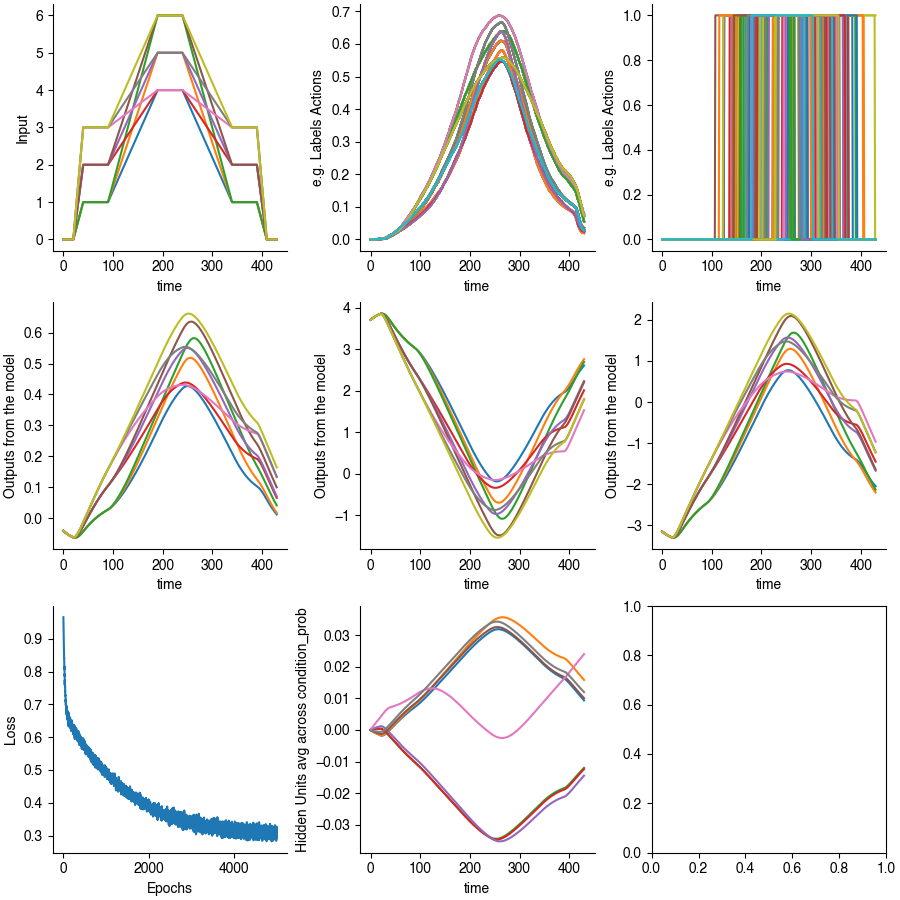 6
5
4
3
2
1
0
Input
0 100 200 300 400
time
0.7
0.6
0.5
0.4
0.3
0.2
0.1
0.0
e.g. Labels Actions
0 100 200 300 400
time
1.0
0.8
0.6
0.4
0.2
0.0
e.g. Labels Actions
0 100 200 300 400
time
0.6
0.5
0.4
0.3
0.2
0.1
0.0
Outputs from the model
0 100 200 300 400
time
4
3
2
1
0
−1
Outputs from the model
0 100 200 300 400
time
2
1
0
−1
−2
−3
Outputs from the model
0 100 200 300 400
time
0.9
0.8
0.7
0.6
0.5
0.4
0.3
Loss
0 2000 4000
Epochs
0.03
0.02
0.01
0.00
−0.01
−0.02
−0.03
Hidden Units avg across condition_prob
0 100 200 300 400
time
1.0
0.8
0.6
0.4
0.2
0.0
0.0 0.2 0.4 0.6 0.8 1.0